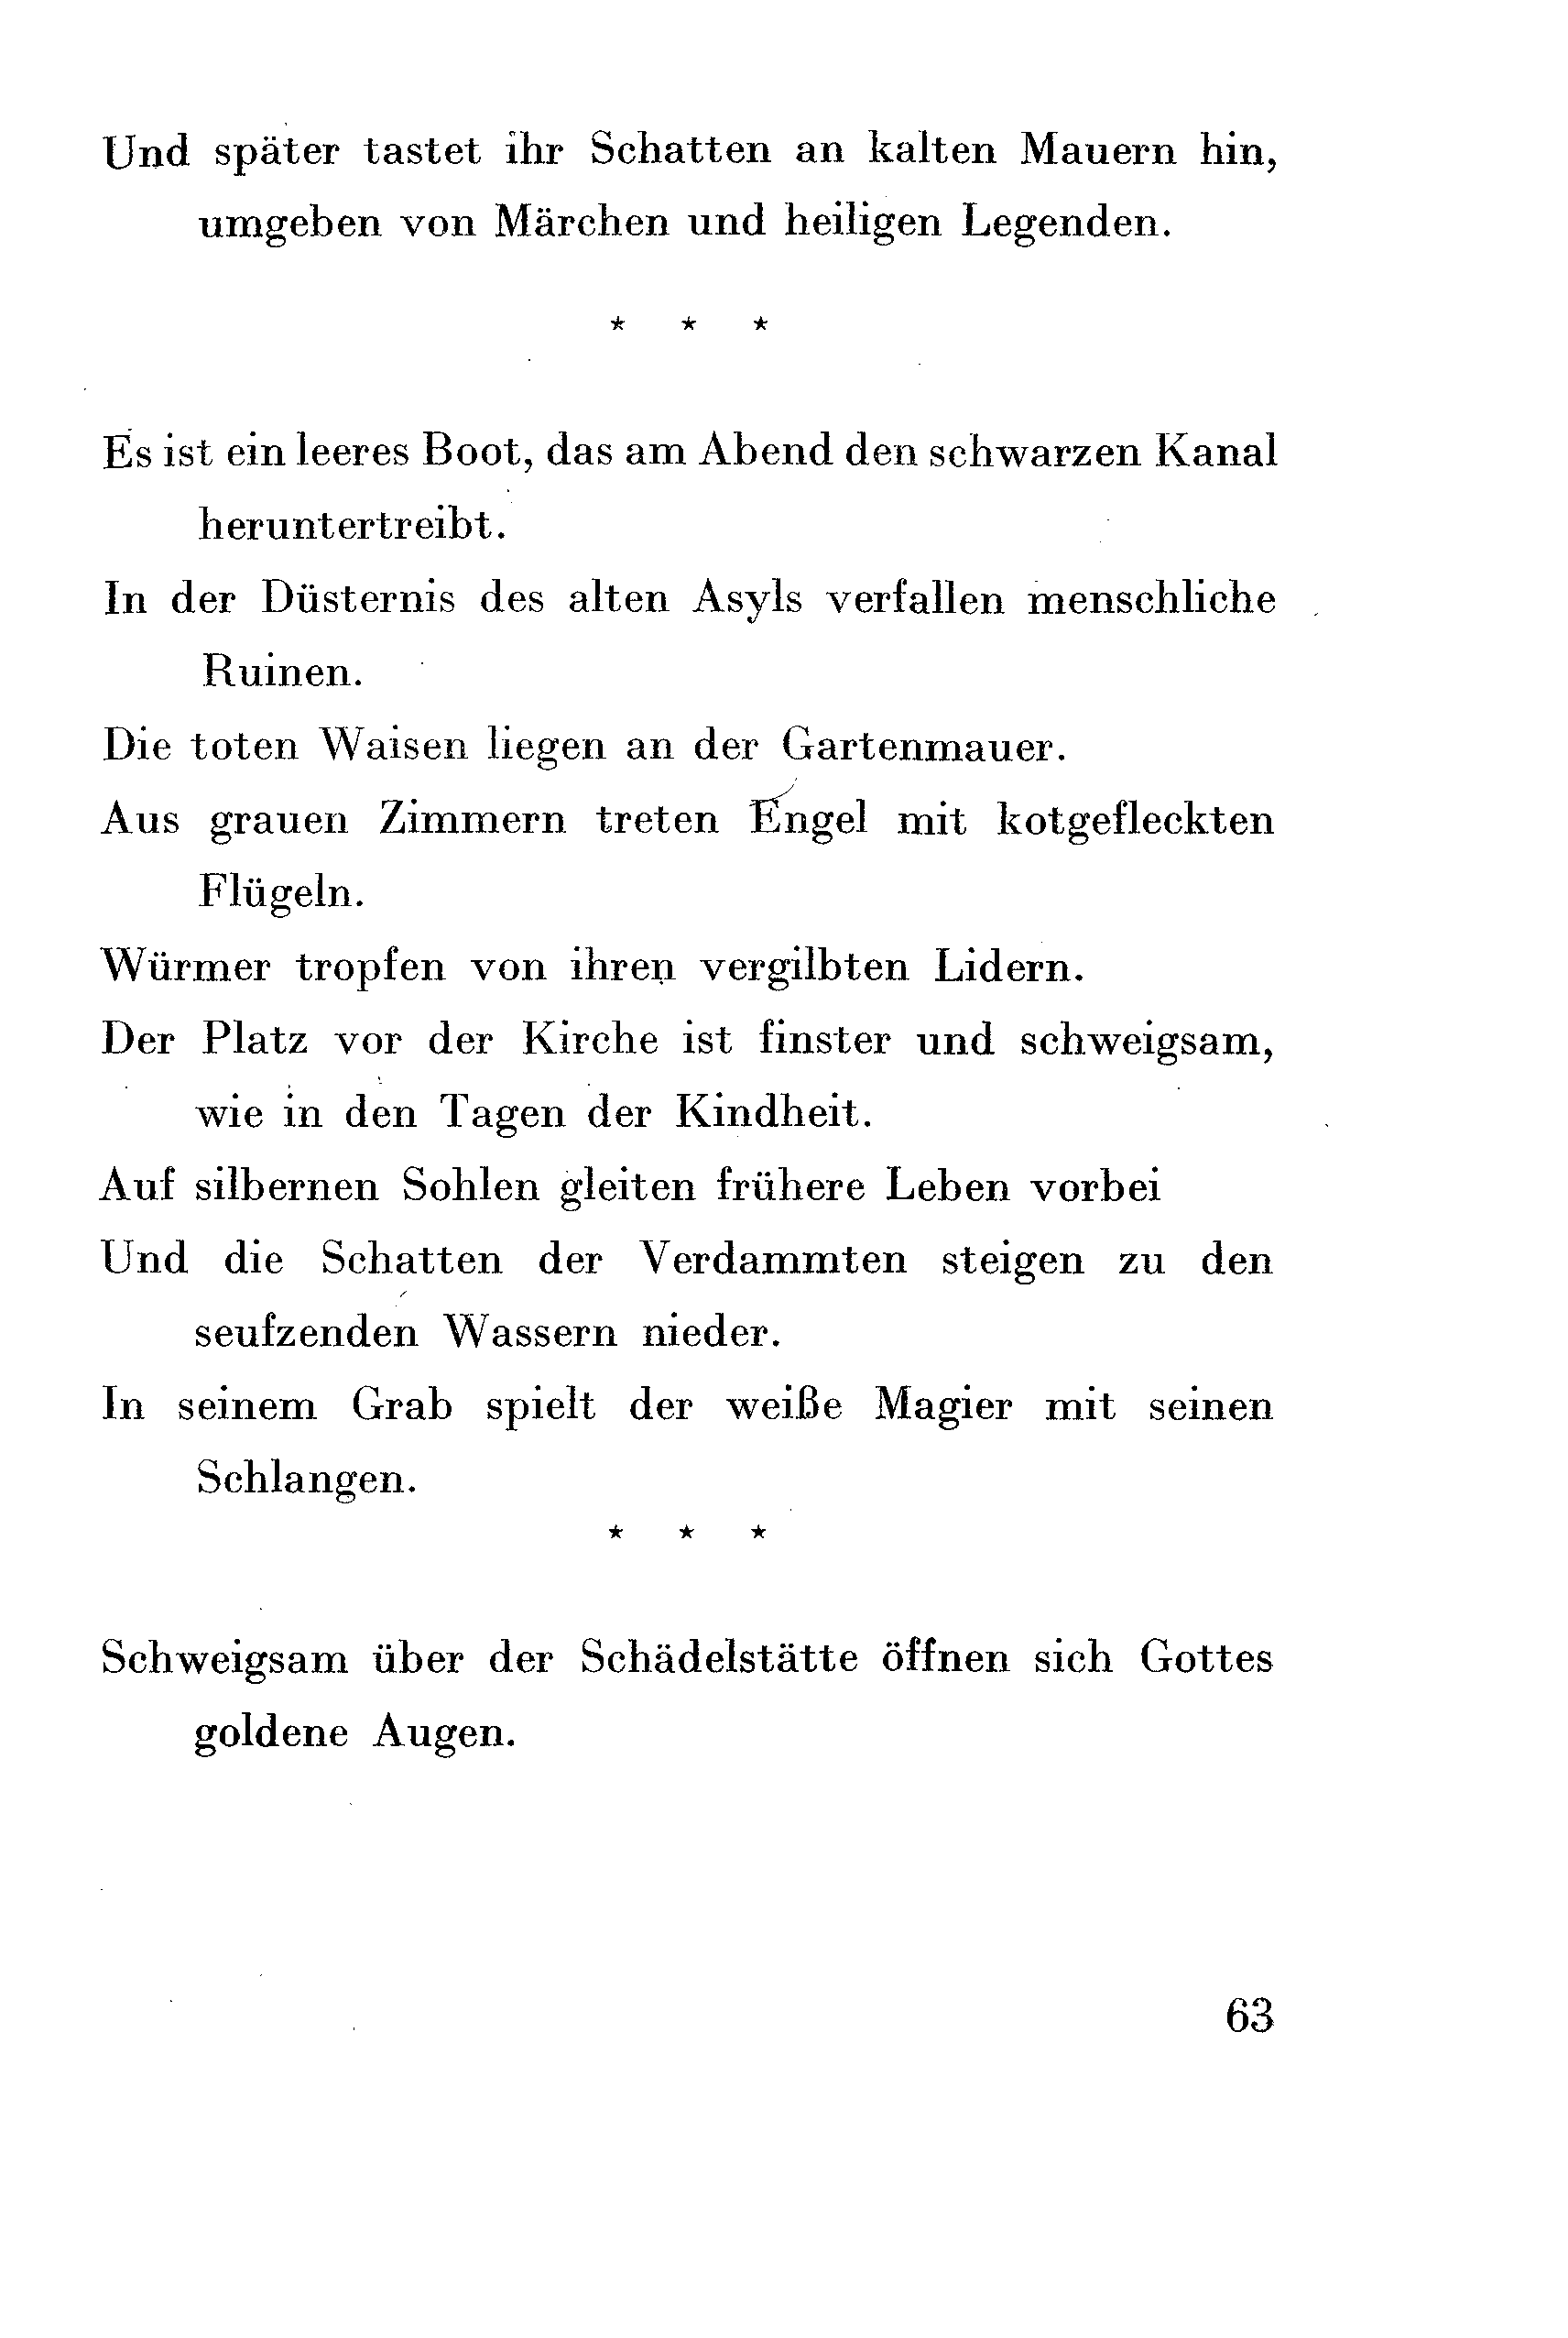 Und später tastet ihr Schatten an kalten Mauern hin,
umgeben von Märchen und heiligen Legenden.
* * *
Es ist ein leeres Boot, das am Abend den schwarzen Kanal
heruntertreibt.
In der Düsternis des alten Asyls verfallen menschliche
Ruinen.
Die toten Waisen liegen an der Gartenmauer.
Aus grauen Zimmern treten Engel mit kotgefleckten
Flügeln.
Würmer tropfen von ihren vergilbten Lidern.
Der Platz vor der Kirche ist finster und schweigsam,
wie in den Tagen der Kindheit.
Auf silbernen Sohlen gleiten frühere Leben vorbei
Und die Schatten der Verdammten steigen zu den
seufzenden Wassern nieder.
In seinem Grab spielt der weiße Magier mit seinen
Schlangen.
* * *
Schweigsam über der Schädelstätte öffnen sich Gottes
goldene Augen.
63